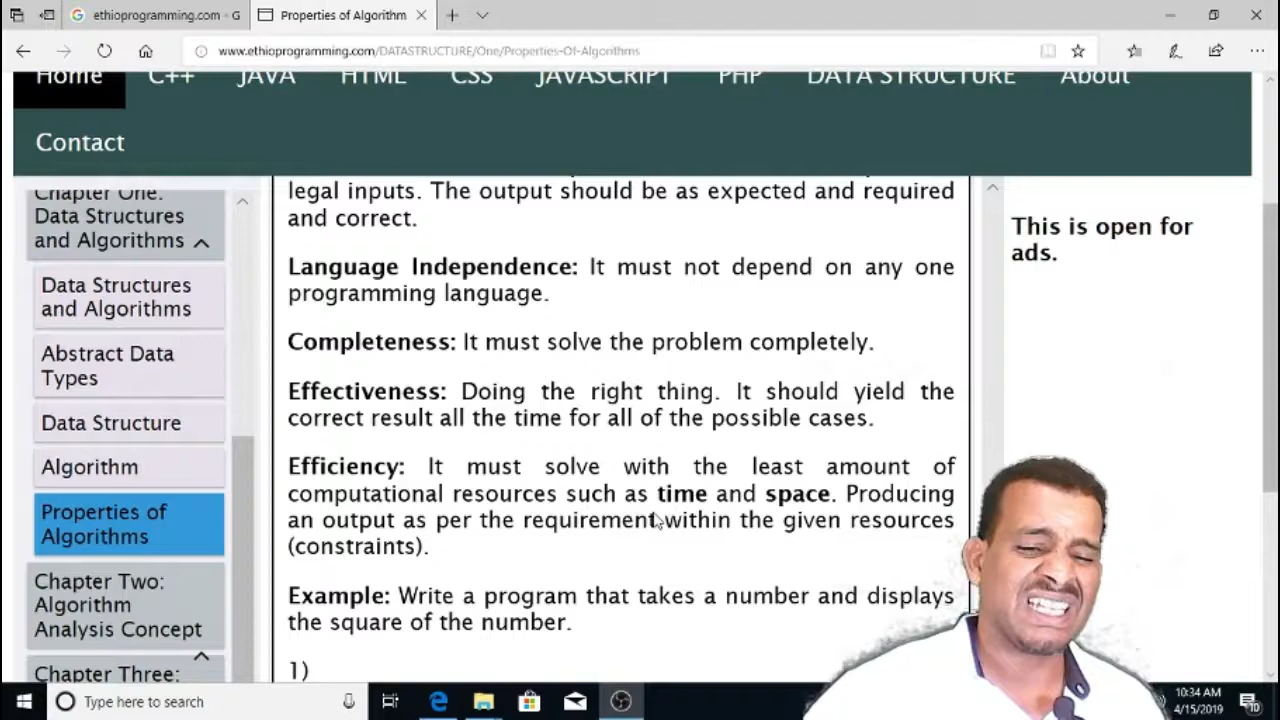 ethioprogramming.com - G
Properties of Algorithm
www.ethioprogramming.com/DATASTRUCTURE/One/Properties-Of-Algorithms
Home C++ JAVA HTML CSS JAVASCRIPT PHP DATA STRUCTURE About
Contact
Chapter One:
Data Structures
and Algorithms
Data Structures
and Algorithms
Abstract Data
Types
Data Structure
Algorithm
Properties of
Algorithms
Chapter Two:
Algorithm
Analysis Concept
Chapter Three:
legal inputs. The output should be as expected and required
and correct.
Language Independence: It must not depend on any one
programming language.
Completeness: It must solve the problem completely.
Effectiveness: Doing the right thing. It should yield the
correct result all the time for all of the possible cases.
Efficiency: It must solve with the least amount of
computational resources such as time and space. Producing
an output as per the requirement within the given resources
(constraints).
Example: Write a program that takes a number and displays
the square of the number.
1)
This is open for
ads.
Type here to search
10:34 AM
4/15/2019